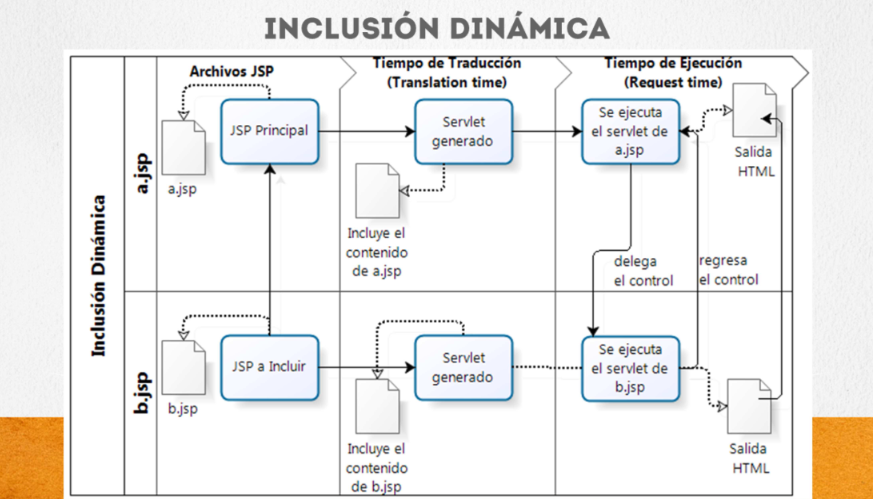 INCLUSIÓN DINÁMICA
Archivos JSP
Tiempo de Traducción
(Translation time)
Tiempo de Ejecución
(Request time)
Inclusión Dinámica
a.jsp
JSP Principal
a.jsp
Servlet
generado
Incluye el
contenido
de a.jsp
Se ejecuta
el servlet de
a.jsp
Salida
HTML
delega
el control
regresa
el control
b.jsp
JSP a Incluir
b.jsp
Servlet
generado
Incluye el
contenido
de b.jsp
Se ejecuta
el servlet de
b.jsp
Salida
HTML